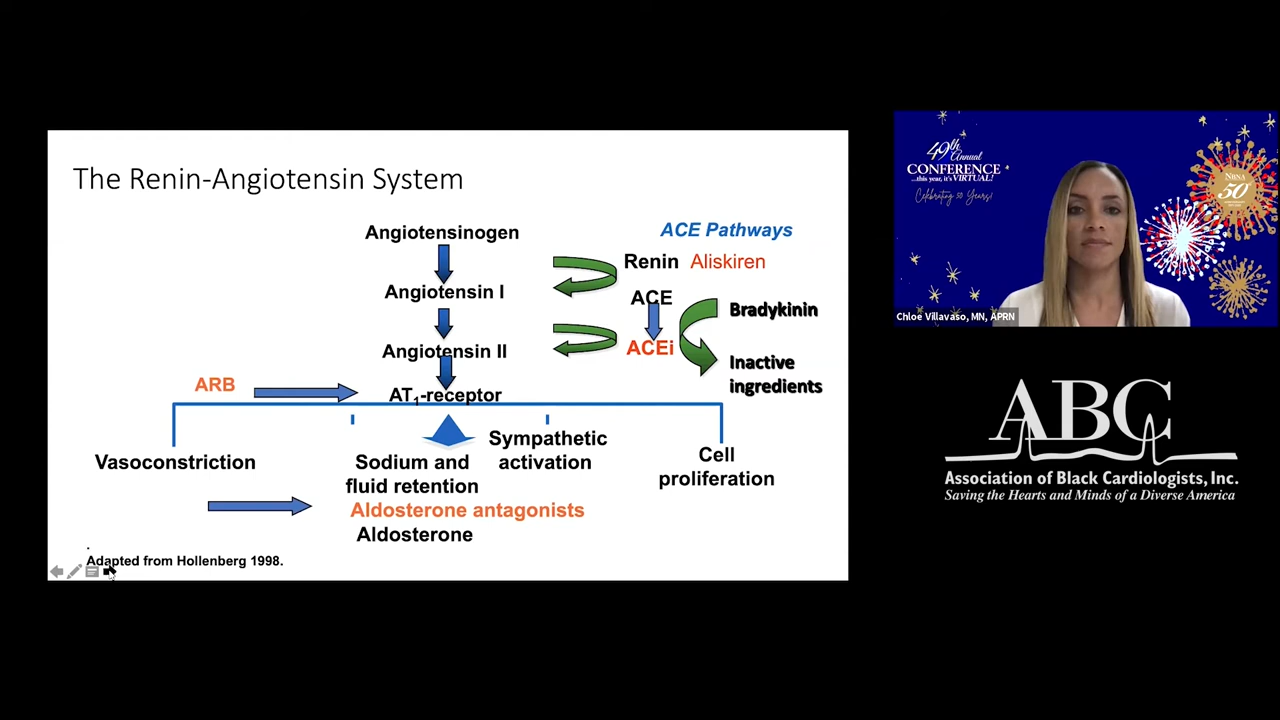 The Renin-Angiotensin System
Angiotensinogen
ACE Pathways
Renin Aliskiren
Angiotensin I
ACE
Bradykinin
Angiotensin II
ACEi
Inactive
ingredients
ARB
AT1-receptor
Vasoconstriction
Sodium and
fluid retention
Sympathetic
activation
Cell
proliferation
Aldosterone antagonists
Aldosterone
Adapted from Hollenberg 1998.
49th Annual
CONFERENCE
...this year, it's VIRTUAL!
Celebrating 50 Years!
NBNA
50
Chloe Villavaso, MN, APRN
ABC
Association of Black Cardiologists, Inc.
Saving the Hearts and Minds of a Diverse America